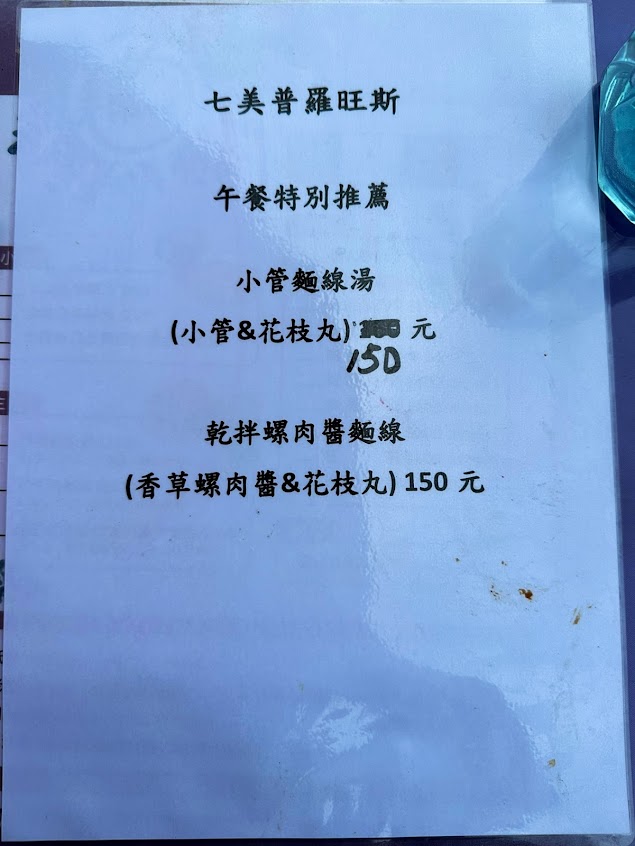 七美普羅旺斯
午餐特別推薦
小管麵線湯
(小管&花枝丸) 元
150
乾拌螺肉醬麵線
(香草螺肉醬&花枝丸) 150 元
小